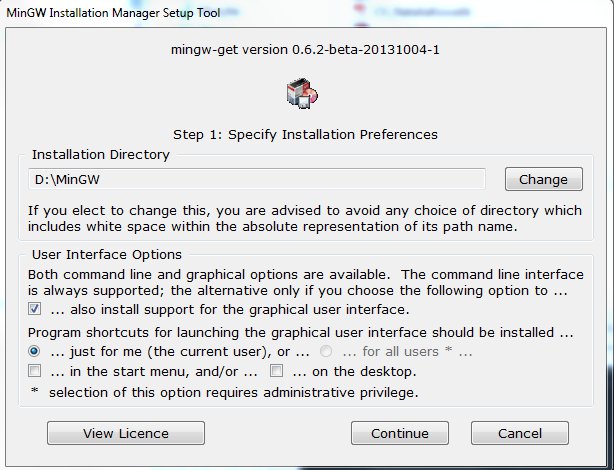 MinGW Installation Manager Setup Tool
mingw-get version 0.6.2-beta-20131004-1
Step 1: Specify Installation Preferences
Installation Directory
D:\MinGW
Change
If you elect to change this, you are advised to avoid any choice of directory which
includes white space within the absolute representation of its path name.
User Interface Options
Both command line and graphical options are available. The command line interface
is always supported; the alternative only if you choose the following option to ...
... also install support for the graphical user interface.
Program shortcuts for launching the graphical user interface should be installed ...
... just for me (the current user), or ... ... for all users * ...
... in the start menu, and/or ... ... on the desktop.
* selection of this option requires administrative privilege.
View Licence Continue Cancel